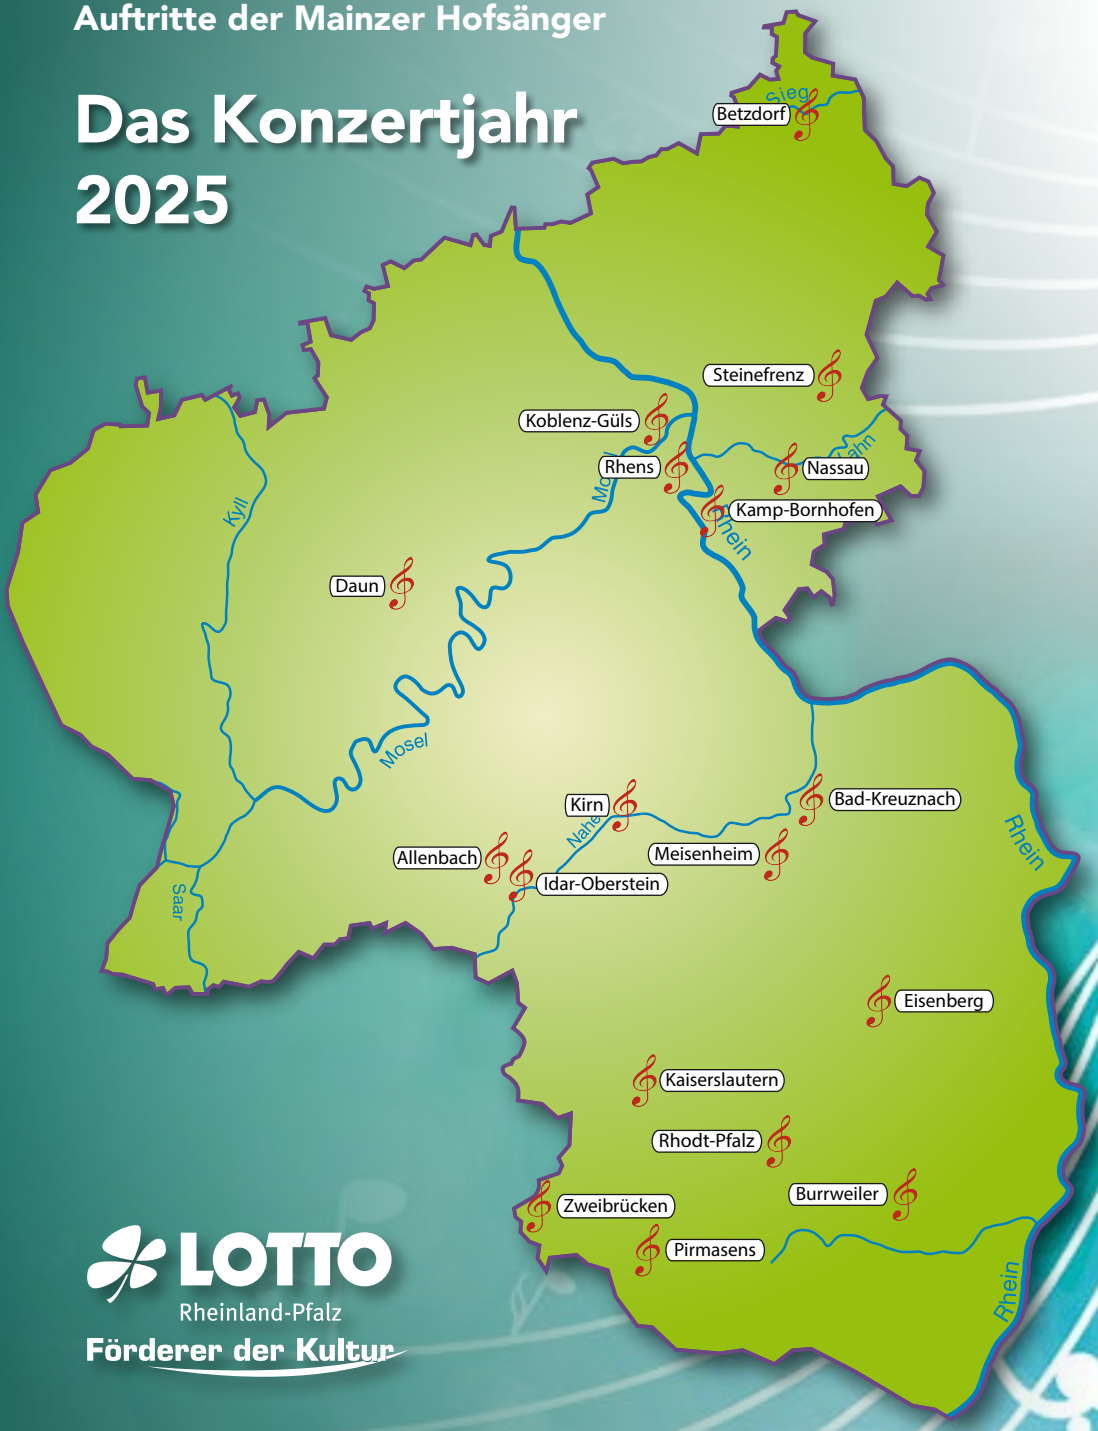 Auftritte der Mainzer Hofsänger
Das Konzertjahr
2025
Sieg
Betzdorf
Steinefrenz
Koblenz-Güls
Rhens
Nassau
Kamp-Bornhofen
Rhein
Kyll
Daun
Mosel
Kirn
Bad-Kreuznach
Nahe
Meisenheim
Allenbach
Idar-Oberstein
Rhein
Saar
Eisenberg
Kaiserslautern
Rhodt-Pfalz
Burrweiler
Zweibrücken
Pirmasens
Rhein
LOTTO
Rheinland-Pfalz
Förderer der Kultur